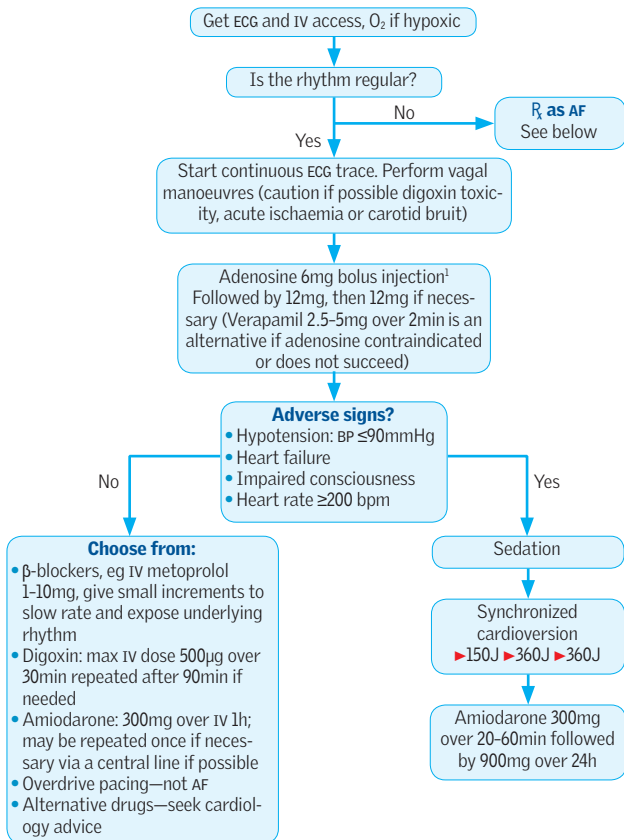 Get ECG and IV access, O₂ if hypoxic
Is the rhythm regular?
No
℞ as AF
See below
Yes
Start continuous ECG trace. Perform vagal
manoeuvres (caution if possible digoxin toxic-
ity, acute ischaemia or carotid bruit)
Adenosine 6mg bolus injection¹
Followed by 12mg, then 12mg if neces-
sary (Verapamil 2.5–5mg over 2min is an
alternative if adenosine contraindicated
or does not succeed)
Adverse signs?
• Hypotension: BP ≤90mmHg
• Heart failure
• Impaired consciousness
• Heart rate ≥200 bpm
No
Yes
Choose from:
• β-blockers, eg IV metoprolol
1–10mg, give small increments to
slow rate and expose underlying
rhythm
• Digoxin: max IV dose 500µg over
30min repeated after 90min if
needed
• Amiodarone: 300mg over IV 1h;
may be repeated once if neces-
sary via a central line if possible
• Overdrive pacing—not AF
• Alternative drugs—seek cardiol-
ogy advice
Sedation
Synchronized
cardioversion
►150J ►360J ►360J
Amiodarone 300mg
over 20–60min followed
by 900mg over 24h